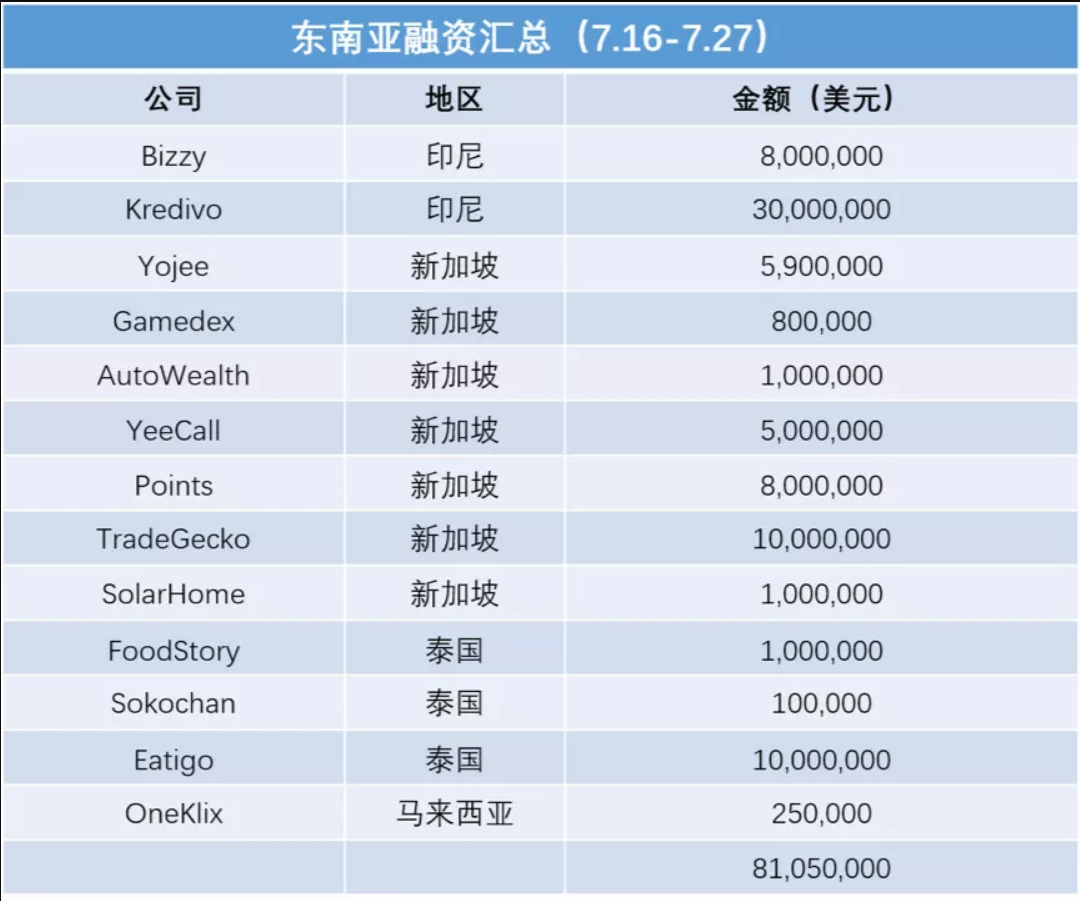 东南亚融资汇总（7.16-7.27）
公司 地区 金额（美元）
Bizzy 印尼 8,000,000
Kredivo 印尼 30,000,000
Yojee 新加坡 5,900,000
Gamedex 新加坡 800,000
AutoWealth 新加坡 1,000,000
YeeCall 新加坡 5,000,000
Points 新加坡 8,000,000
TradeGecko 新加坡 10,000,000
SolarHome 新加坡 1,000,000
FoodStory 泰国 1,000,000
Sokochan 泰国 100,000
Eatigo 泰国 10,000,000
OneKlix 马来西亚 250,000
81,050,000